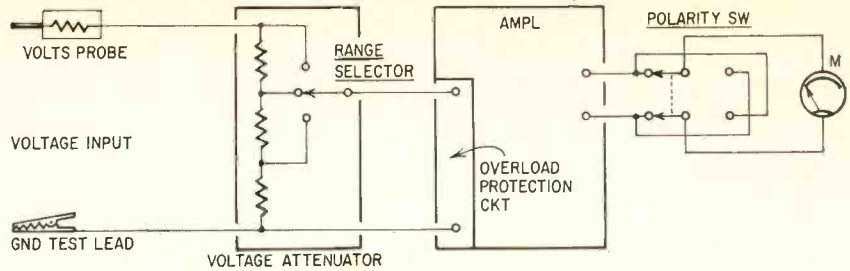 AMPL
POLARITY SW
VOLTS PROBE
RANGE
SELECTOR
M
VOLTAGE INPUT
OVERLOAD
PROTECTION
CKT
GND TEST LEAD
VOLTAGE ATTENUATOR